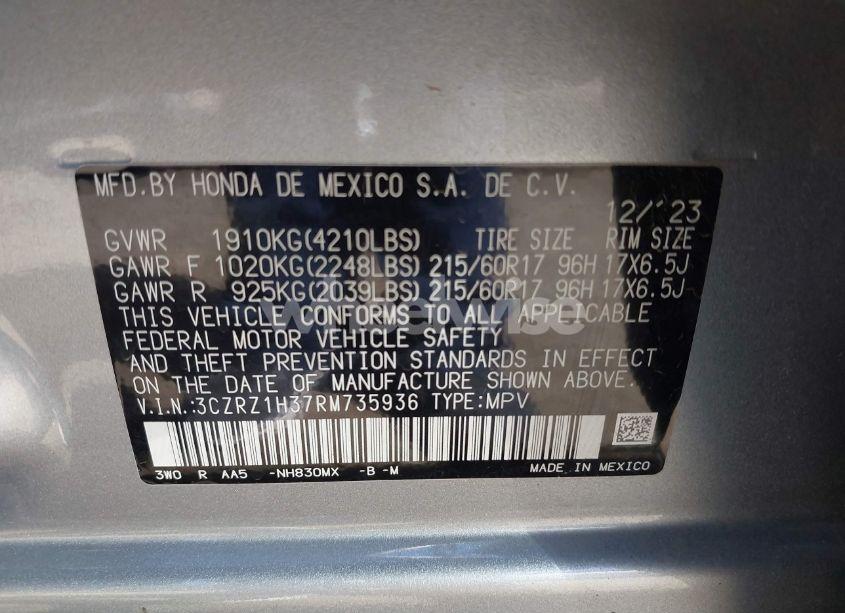 MFD.BY HONDA DE MEXICO S.A. DE C.V.
12/'23
GVWR 1910KG(4210LBS) TIRE SIZE RIM SIZE
GAWR F 1020KG(2248LBS) 215/60R17 96H 17X6.5J
GAWR R 925KG(2039LBS) 215/60R17 96H 17X6.5J
THIS VEHICLE CONFORMS TO ALL APPLICABLE
FEDERAL MOTOR VEHICLE SAFETY
AND THEFT PREVENTION STANDARDS IN EFFECT
ON THE DATE OF MANUFACTURE SHOWN ABOVE.
V.I.N.:3CZRZ1H37RM735936 TYPE:MPV
3W0 R AA5 -NH830MX -B -M MADE IN MEXICO